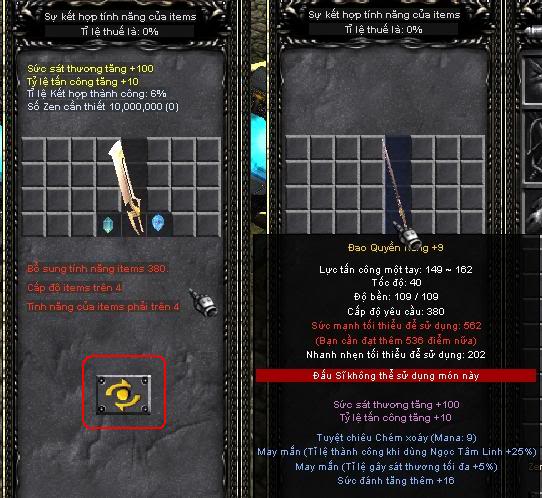 Sự kết hợp tính năng của items
Tỉ lệ thuế là: 0%
Sức sát thương tăng +100
Tỷ lệ tấn công tăng +10
Tỉ lệ Kết hợp thành công: 6%
Số Zen cần thiết 10,000,000 (0)
Bổ sung tính năng items 380.
Cấp độ items trên 4
Tính năng của items phải trên 4
Sự kết hợp tính năng của items
Tỉ lệ thuế là: 0%
Đao Quyền Năng +9
Lực tấn công một tay: 149 ~ 162
Tốc độ: 40
Độ bền: 109 / 109
Cấp độ yêu cầu: 380
Sức mạnh tối thiểu để sử dụng: 562
(Bạn cần đạt thêm 536 điểm nữa)
Nhanh nhẹn tối thiểu để sử dụng: 202
Đấu Sĩ không thể sử dụng món này
Sức sát thương tăng +100
Tỷ lệ tấn công tăng +10
Tuyệt chiêu Chém xoáy (Mana: 9)
May mắn (Tỉ lệ thành công khi dùng Ngọc Tâm Linh +25%)
May mắn (Tỉ lệ gây sát thương tối đa +5%)
Sức đánh tăng thêm +16